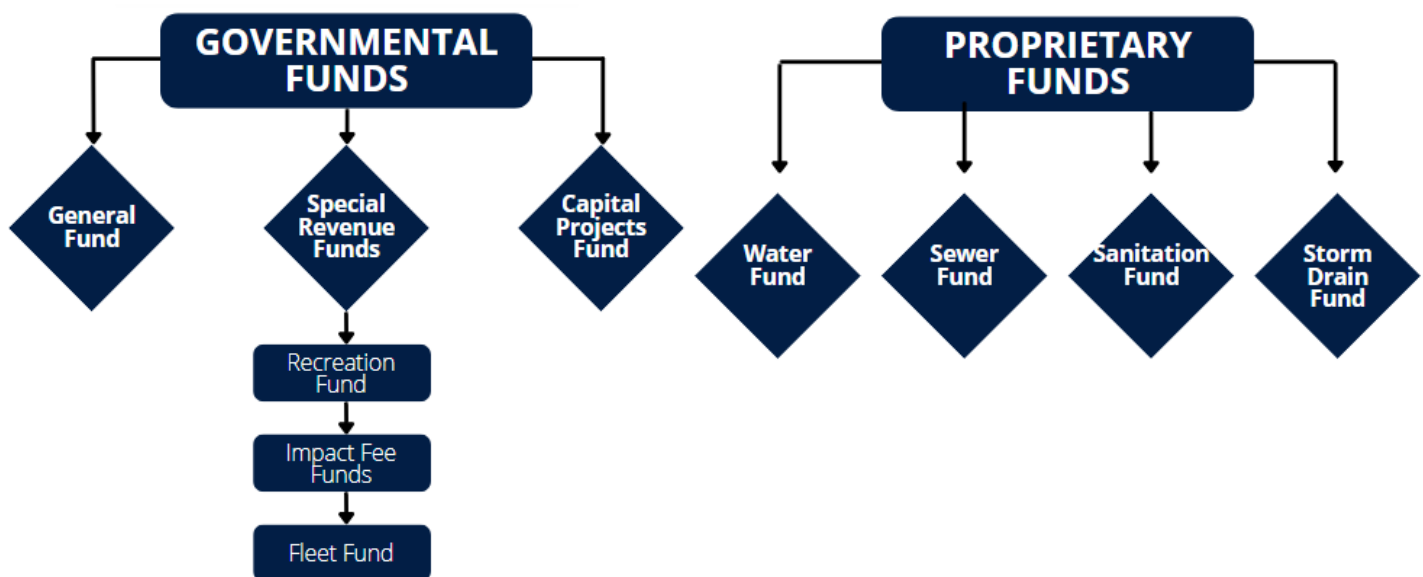 GOVERNMENTAL
FUNDS
General
Fund
Special
Revenue
Funds
Capital
Projects
Fund
Recreation
Fund
Impact Fee
Funds
Fleet Fund
PROPRIETARY
FUNDS
Water
Fund
Sewer
Fund
Sanitation
Fund
Storm
Drain
Fund